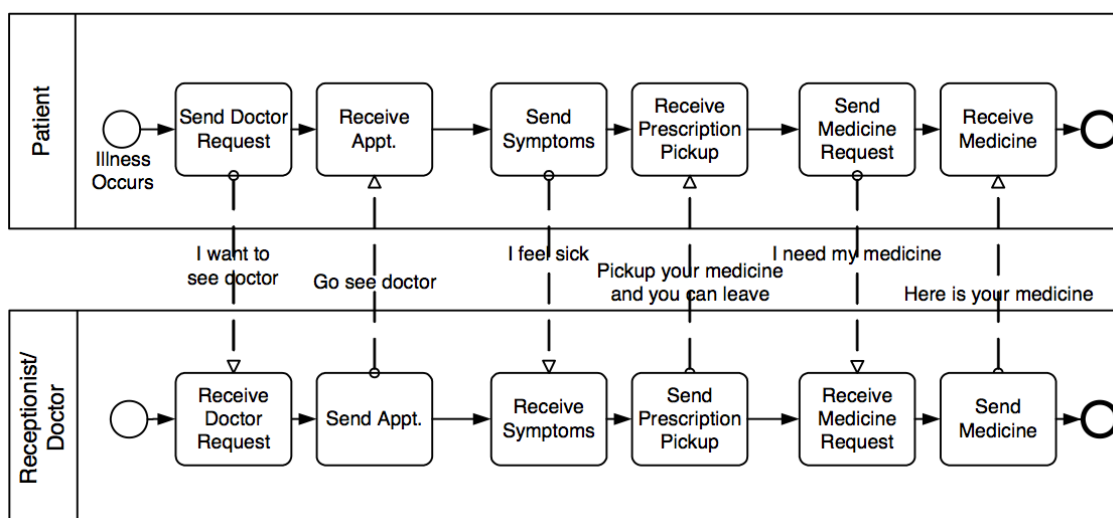 Patient
Illness
Occurs
Send Doctor
Request
Receive
Appt.
Send
Symptoms
Receive
Prescription
Pickup
Send
Medicine
Request
Receive
Medicine
I want to
see doctor
Go see doctor
I feel sick
Pickup your medicine
and you can leave
I need my medicine
Here is your medicine
Receptionist/
Doctor
Receive
Doctor
Request
Send Appt.
Receive
Symptoms
Send
Prescription
Pickup
Receive
Medicine
Request
Send
Medicine